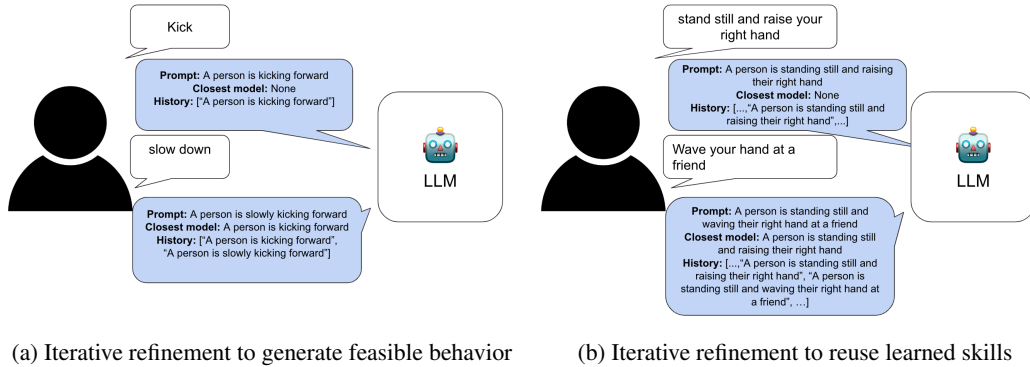 Kick
Prompt: A person is kicking forward
Closest model: None
History: ["A person is kicking forward"]
slow down
Prompt: A person is slowly kicking forward
Closest model: A person is kicking forward
History: ["A person is kicking forward",
"A person is slowly kicking forward"]
LLM
(a) Iterative refinement to generate feasible behavior
stand still and raise your
right hand
Prompt: A person is standing still and raising
their right hand
Closest model: None
History: [...,"A person is standing still and
raising their right hand",...]
Wave your hand at a
friend
Prompt: A person is standing still and
waving their right hand at a friend
Closest model: A person is standing still
and raising their right hand
History: [...,"A person is standing still and
raising their right hand", "A person is
standing still and waving their right hand at
a friend", ...]
LLM
(b) Iterative refinement to reuse learned skills